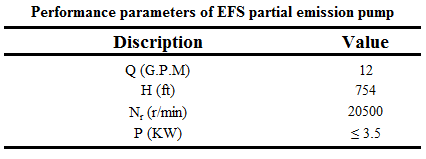 Performance parameters of EFS partial emission pump
Discription Value
Q (G.P.M) 12
H (ft) 754
Nr (r/min) 20500
P (KW) ≤ 3.5